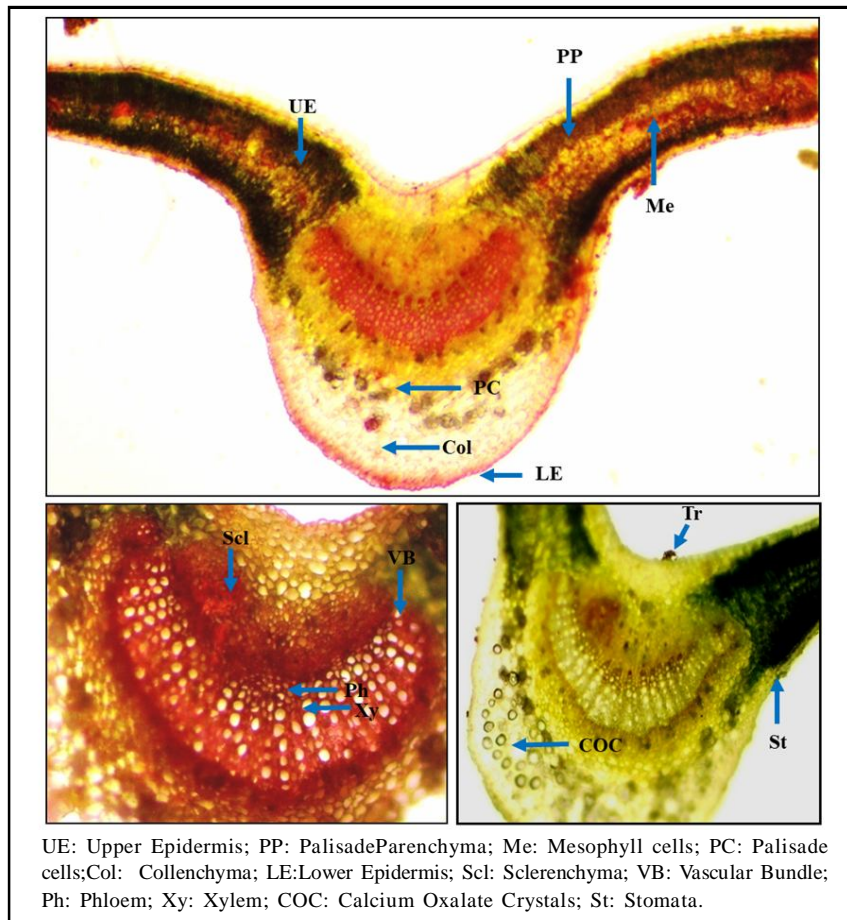 UE
PP
Me
PC
Col
LE
Scl
VB
Ph
Xy
Tr
COC
St
UE: Upper Epidermis; PP: PalisadeParenchyma; Me: Mesophyll cells; PC: Palisade
cells;Col: Collenchyma; LE:Lower Epidermis; Scl: Sclerenchyma; VB: Vascular Bundle;
Ph: Phloem; Xy: Xylem; COC: Calcium Oxalate Crystals; St: Stomata.